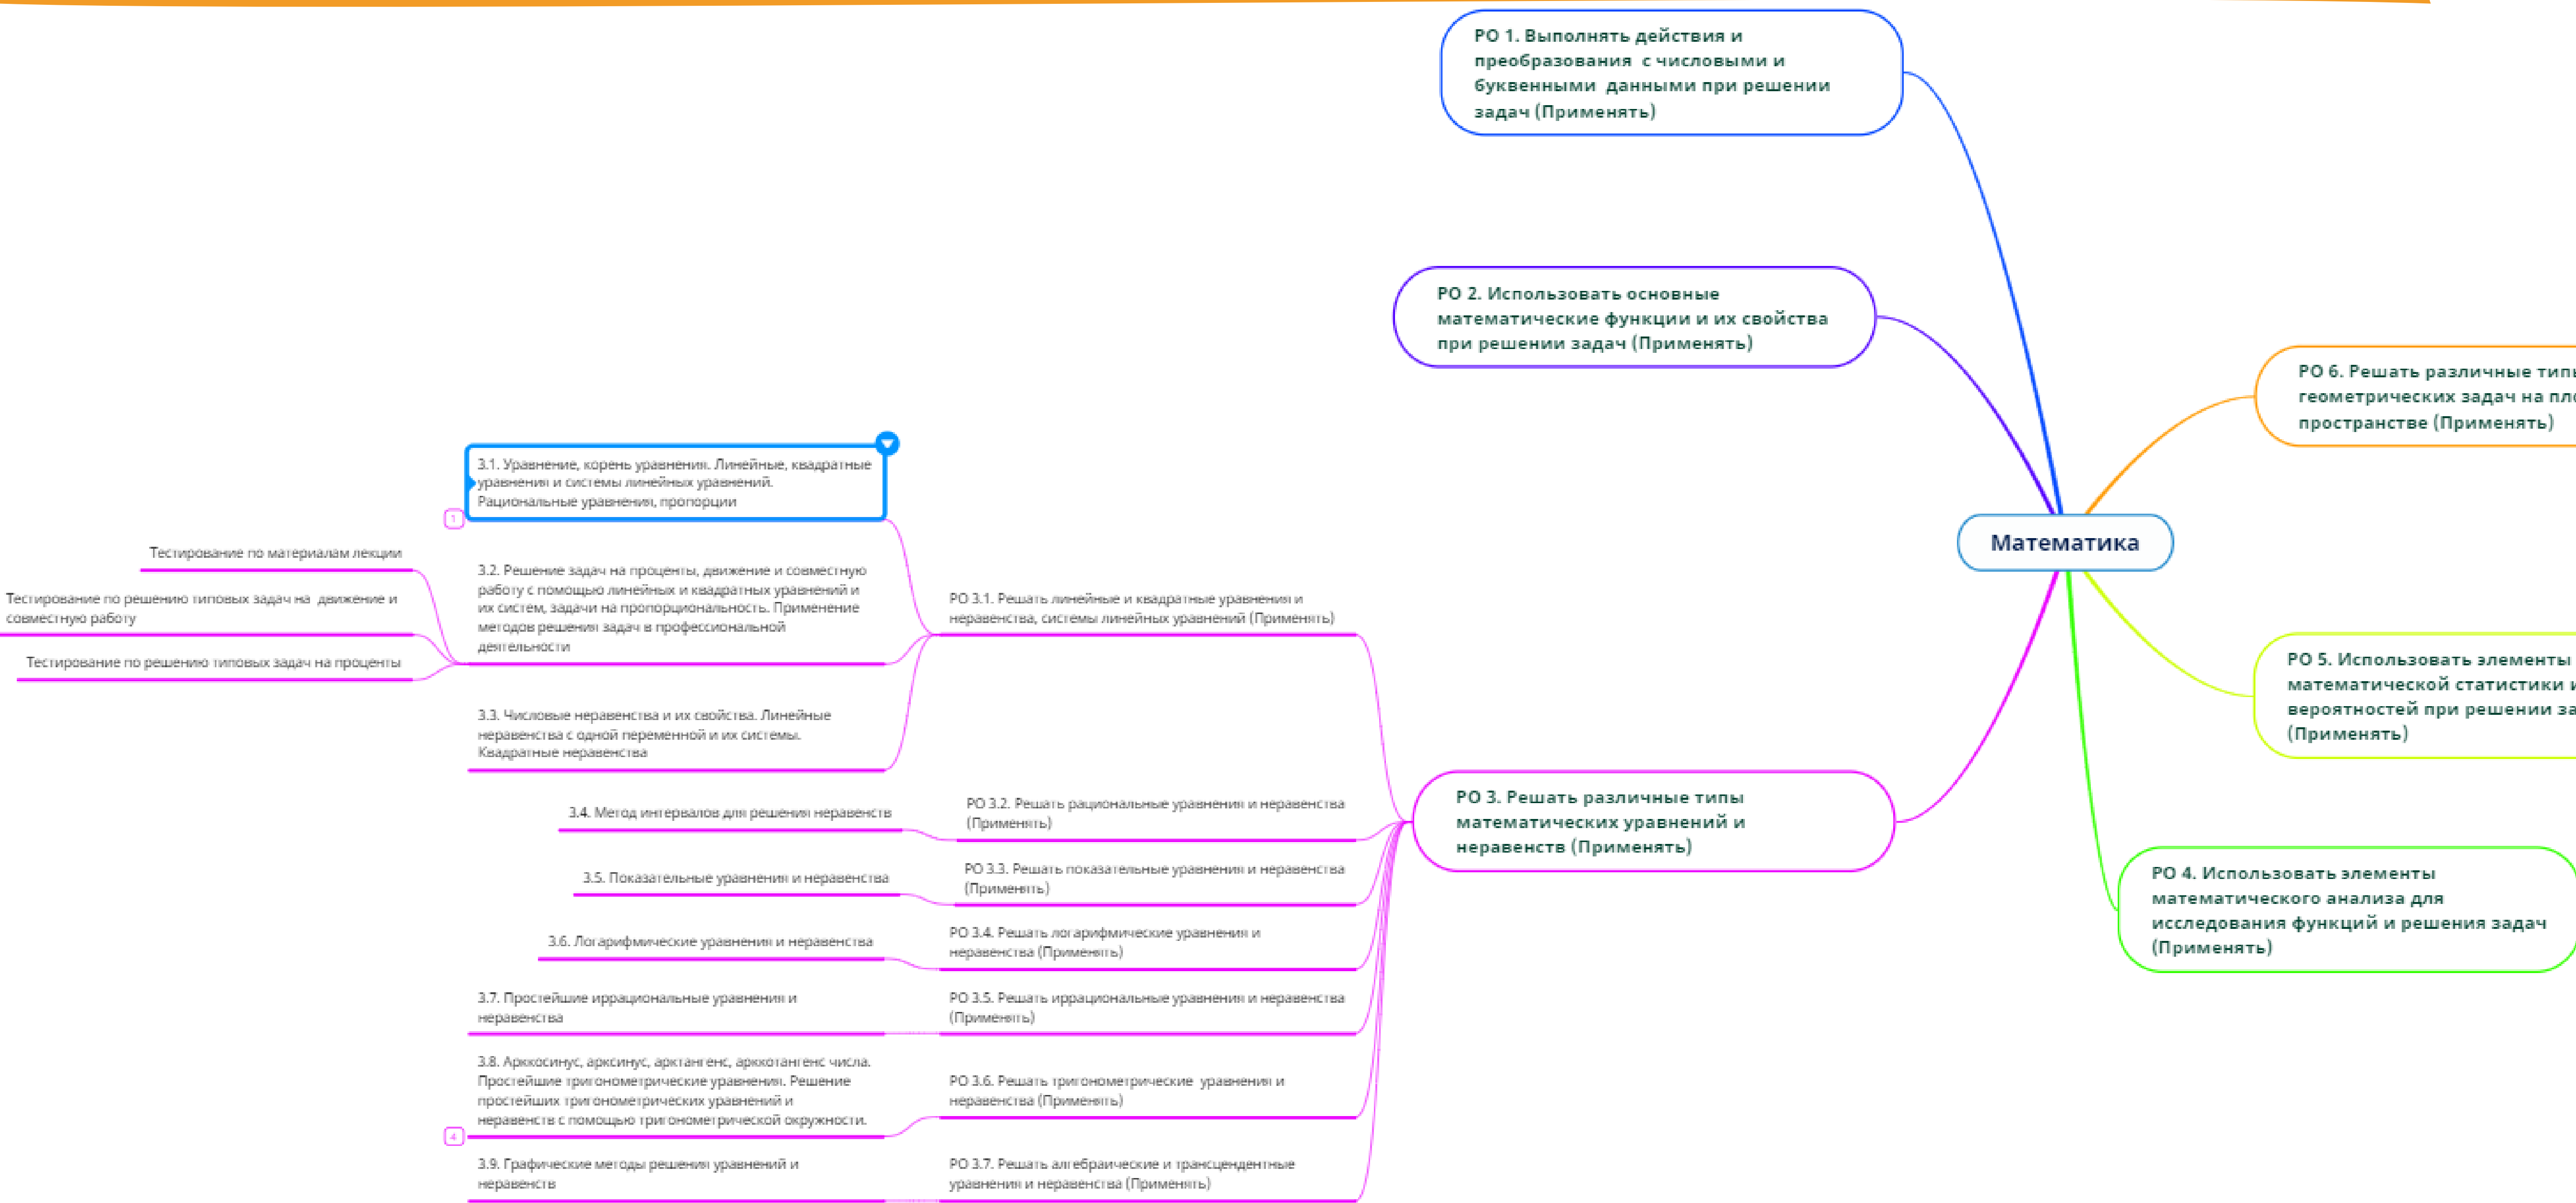 РО 1. Выполнять действия и
преобразования с числовыми и
буквенными данными при решении
задач (Применять)
РО 2. Использовать основные
математические функции и их свойства
при решении задач (Применять)
РО 6. Решать различные
геометрических задач на
пространстве (Применять)
Математика
РО 5. Использовать элементы
математической статистики
вероятностей при решении
(Применять)
РО 4. Использовать элементы
математического анализа для
исследования функций и решения задач
(Применять)
РО 3. Решать различные типы
математических уравнений и
неравенств (Применять)
РО 3.1. Решать линейные и квадратные уравнения и
неравенства, системы линейных уравнений (Применять)
3.1. Уравнение, корень уравнения. Линейные, квадратные
уравнения и системы линейных уравнений.
Рациональные уравнения, пропорции
1
3.2. Решение задач на проценты, движение и совместную
работу с помощью линейных и квадратных уравнений и
их систем, задачи на пропорциональность. Применение
методов решения задач в профессиональной
деятельности
Тестирование по материалам лекции
Тестирование по решению типовых задач на движение и
совместную работу
Тестирование по решению типовых задач на проценты
3.3. Числовые неравенства и их свойства. Линейные
неравенства с одной переменной и их системы.
Квадратные неравенства
РО 3.2. Решать рациональные уравнения и неравенства
(Применять)
3.4. Метод интервалов для решения неравенств
РО 3.3. Решать показательные уравнения и неравенства
(Применять)
3.5. Показательные уравнения и неравенства
РО 3.4. Решать логарифмические уравнения и
неравенства (Применять)
3.6. Логарифмические уравнения и неравенства
РО 3.5. Решать иррациональные уравнения и неравенства
(Применять)
3.7. Простейшие иррациональные уравнения и
неравенства
РО 3.6. Решать тригонометрические уравнения и
неравенства (Применять)
3.8. Арккосинус, арксинус, арктангенс, арккотангенс числа.
Простейшие тригонометрические уравнения. Решение
простейших тригонометрических уравнений и
неравенств с помощью тригонометрической окружности.
4
РО 3.7. Решать алгебраические и трансцендентные
уравнения и неравенства (Применять)
3.9. Графические методы решения уравнений и
неравенств